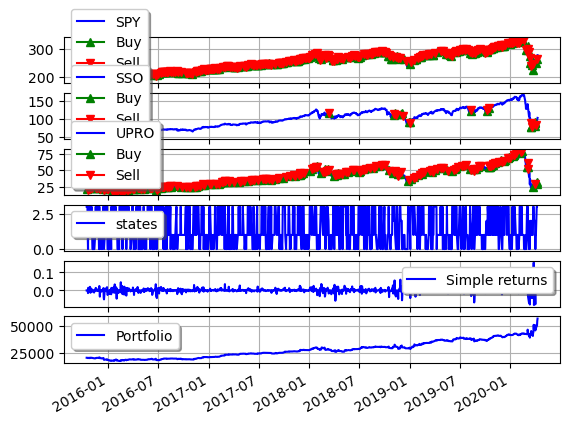 SPY
Buy
Sell
300
200
SSO
Buy
Sell
150
100
50
UPRO
Buy
Sell
75
50
25
states
2.5
0.0
Simple returns
0.1
0.0
Portfolio
50000
25000
2016-01 2016-07 2017-01 2017-07 2018-01 2018-07 2019-01 2019-07 2020-01